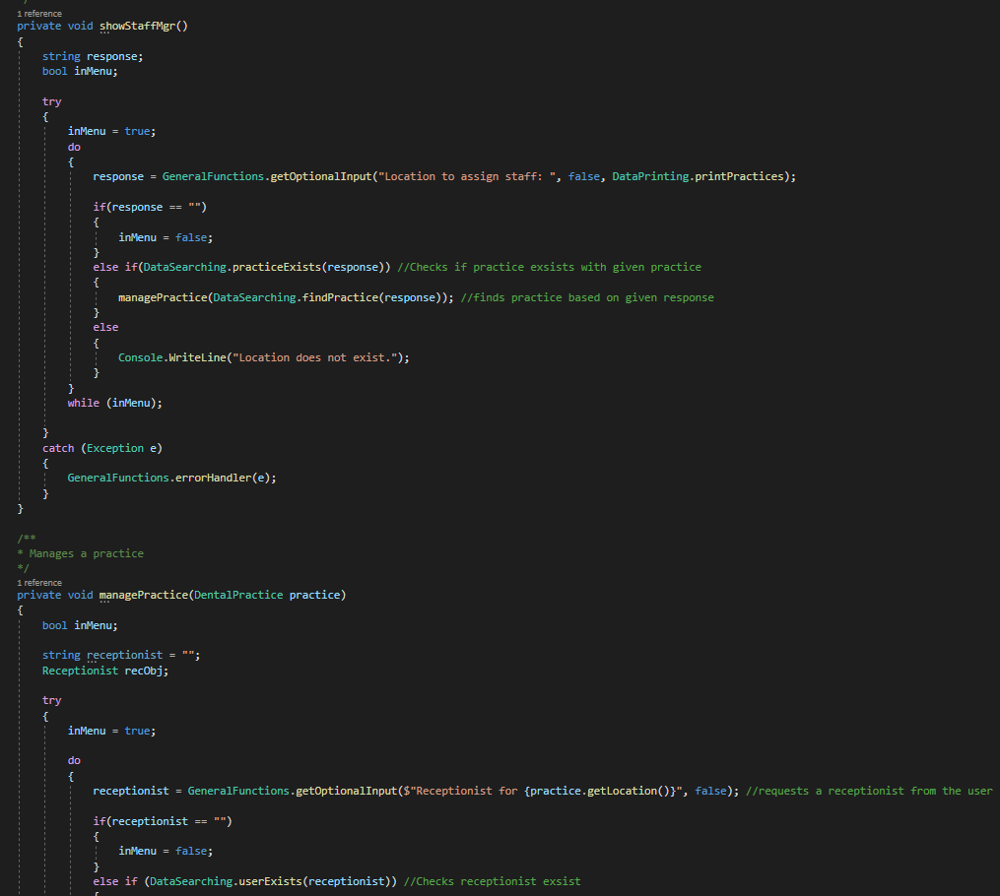 /
1 reference
private void showStaffMgr()
{
string response;
bool inMenu;
try
{
inMenu = true;
do
{
response = GeneralFunctions.getOptionalInput("Location to assign staff: ", false, DataPrinting.printPractices);
if(response == "")
{
inMenu = false;
}
else if(DataSearching.practiceExists(response)) //Checks if practice exsists with given practice
{
managePractice(DataSearching.findPractice(response)); //finds practice based on given response
}
else
{
Console.WriteLine("Location does not exist.");
}
}
while (inMenu);
}
catch (Exception e)
{
GeneralFunctions.errorHandler(e);
}
}
/**
* Manages a practice
*/
1 reference
private void managePractice(DentalPractice practice)
{
bool inMenu;
string receptionist = "";
Receptionist recObj;
try
{
inMenu = true;
do
{
receptionist = GeneralFunctions.getOptionalInput($"Receptionist for {practice.getLocation()}", false); //requests a receptionist from the user
if(receptionist == "")
{
inMenu = false;
}
else if (DataSearching.userExists(receptionist)) //Checks receptionist exsist
{